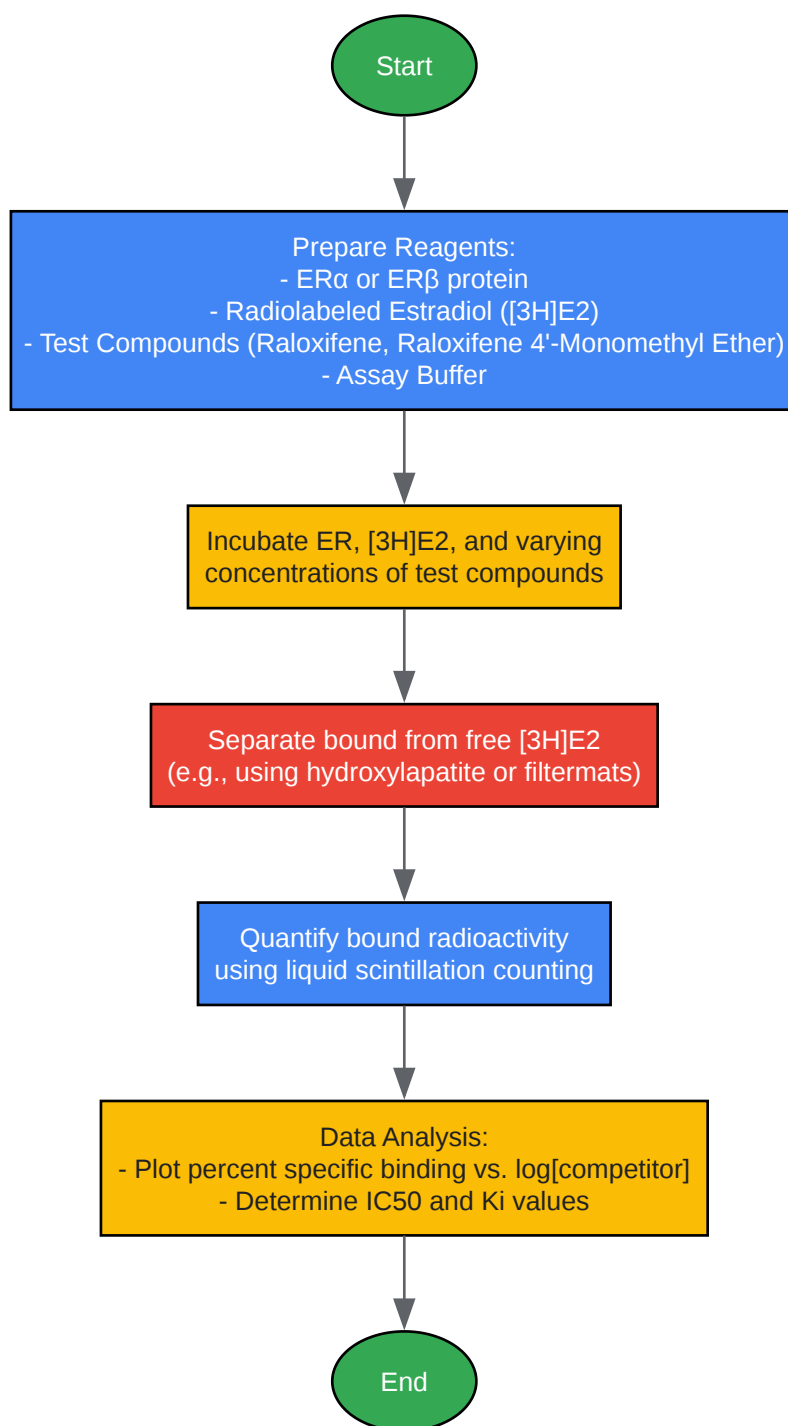 Start
Prepare Reagents:
- ERα or ERβ protein
- Radiolabeled Estradiol ([3H]E2)
- Test Compounds (Raloxifene, Raloxifene 4'-Monomethyl Ether)
- Assay Buffer
Incubate ER, [3H]E2, and varying
concentrations of test compounds
Separate bound from free [3H]E2
(e.g., using hydroxylapatite or filtermats)
Quantify bound radioactivity
using liquid scintillation counting
Data Analysis:
- Plot percent specific binding vs. log[competitor]
- Determine IC50 and Ki values
End